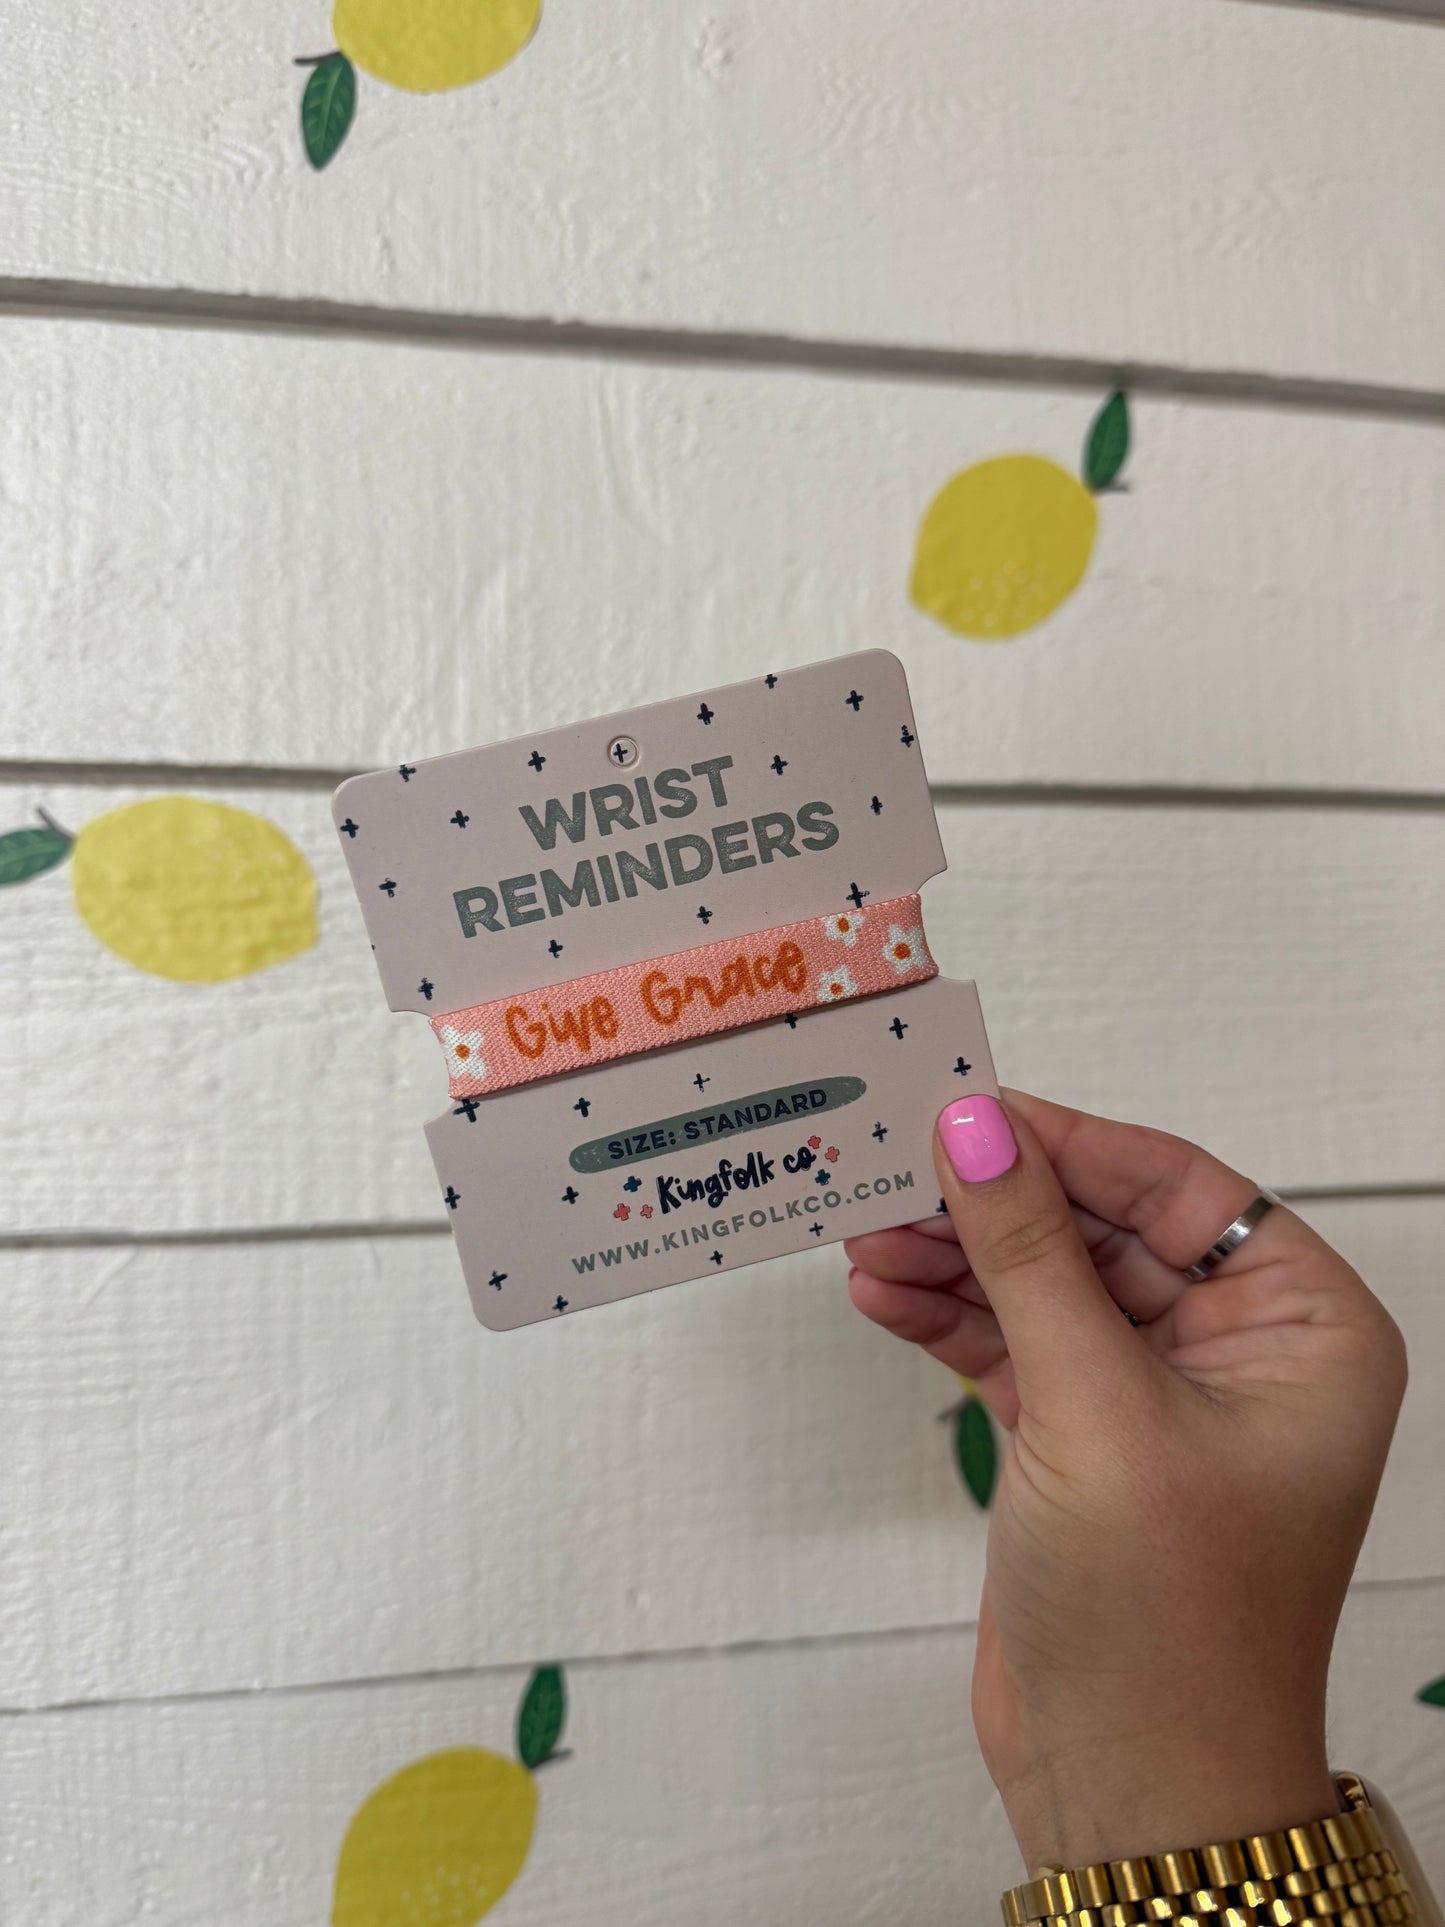 WRIST
REMINDERS
Give Grace
SIZE: STANDARD
Kingfolk co
WWW.KINGFOLKCO.COM